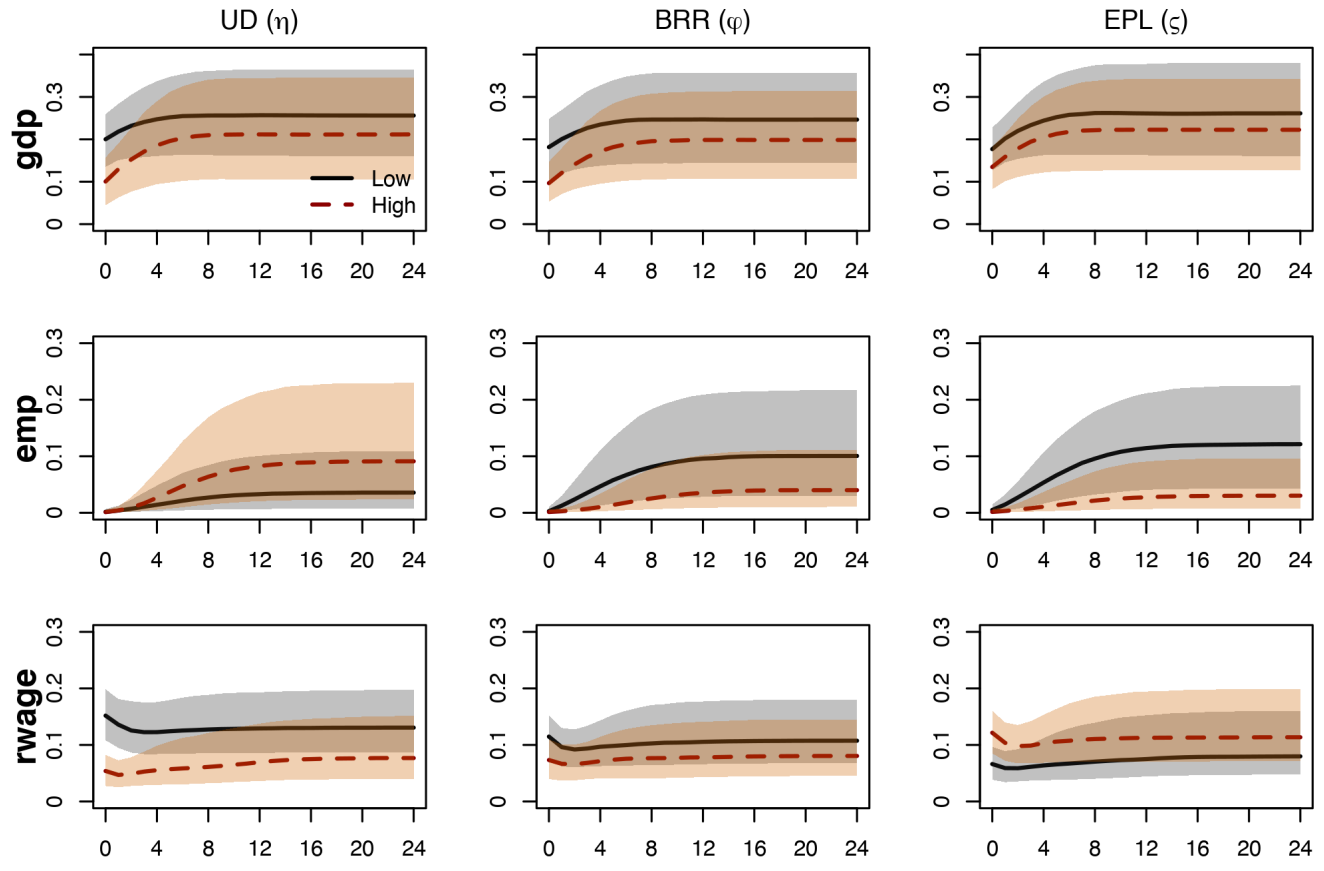 UD (η) BRR (φ) EPL (ς)
gdp
0 0.1 0.3 0 0.1 0.3 0 0.1 0.3
Low
High
0 4 8 12 16 20 24 0 4 8 12 16 20 24 0 4 8 12 16 20 24
emp
0 0.1 0.2 0.3 0 0.1 0.2 0.3 0 0.1 0.2 0.3
0 4 8 12 16 20 24 0 4 8 12 16 20 24 0 4 8 12 16 20 24
rwage
0 0.1 0.2 0.3 0 0.1 0.2 0.3 0 0.1 0.2 0.3
0 4 8 12 16 20 24 0 4 8 12 16 20 24 0 4 8 12 16 20 24